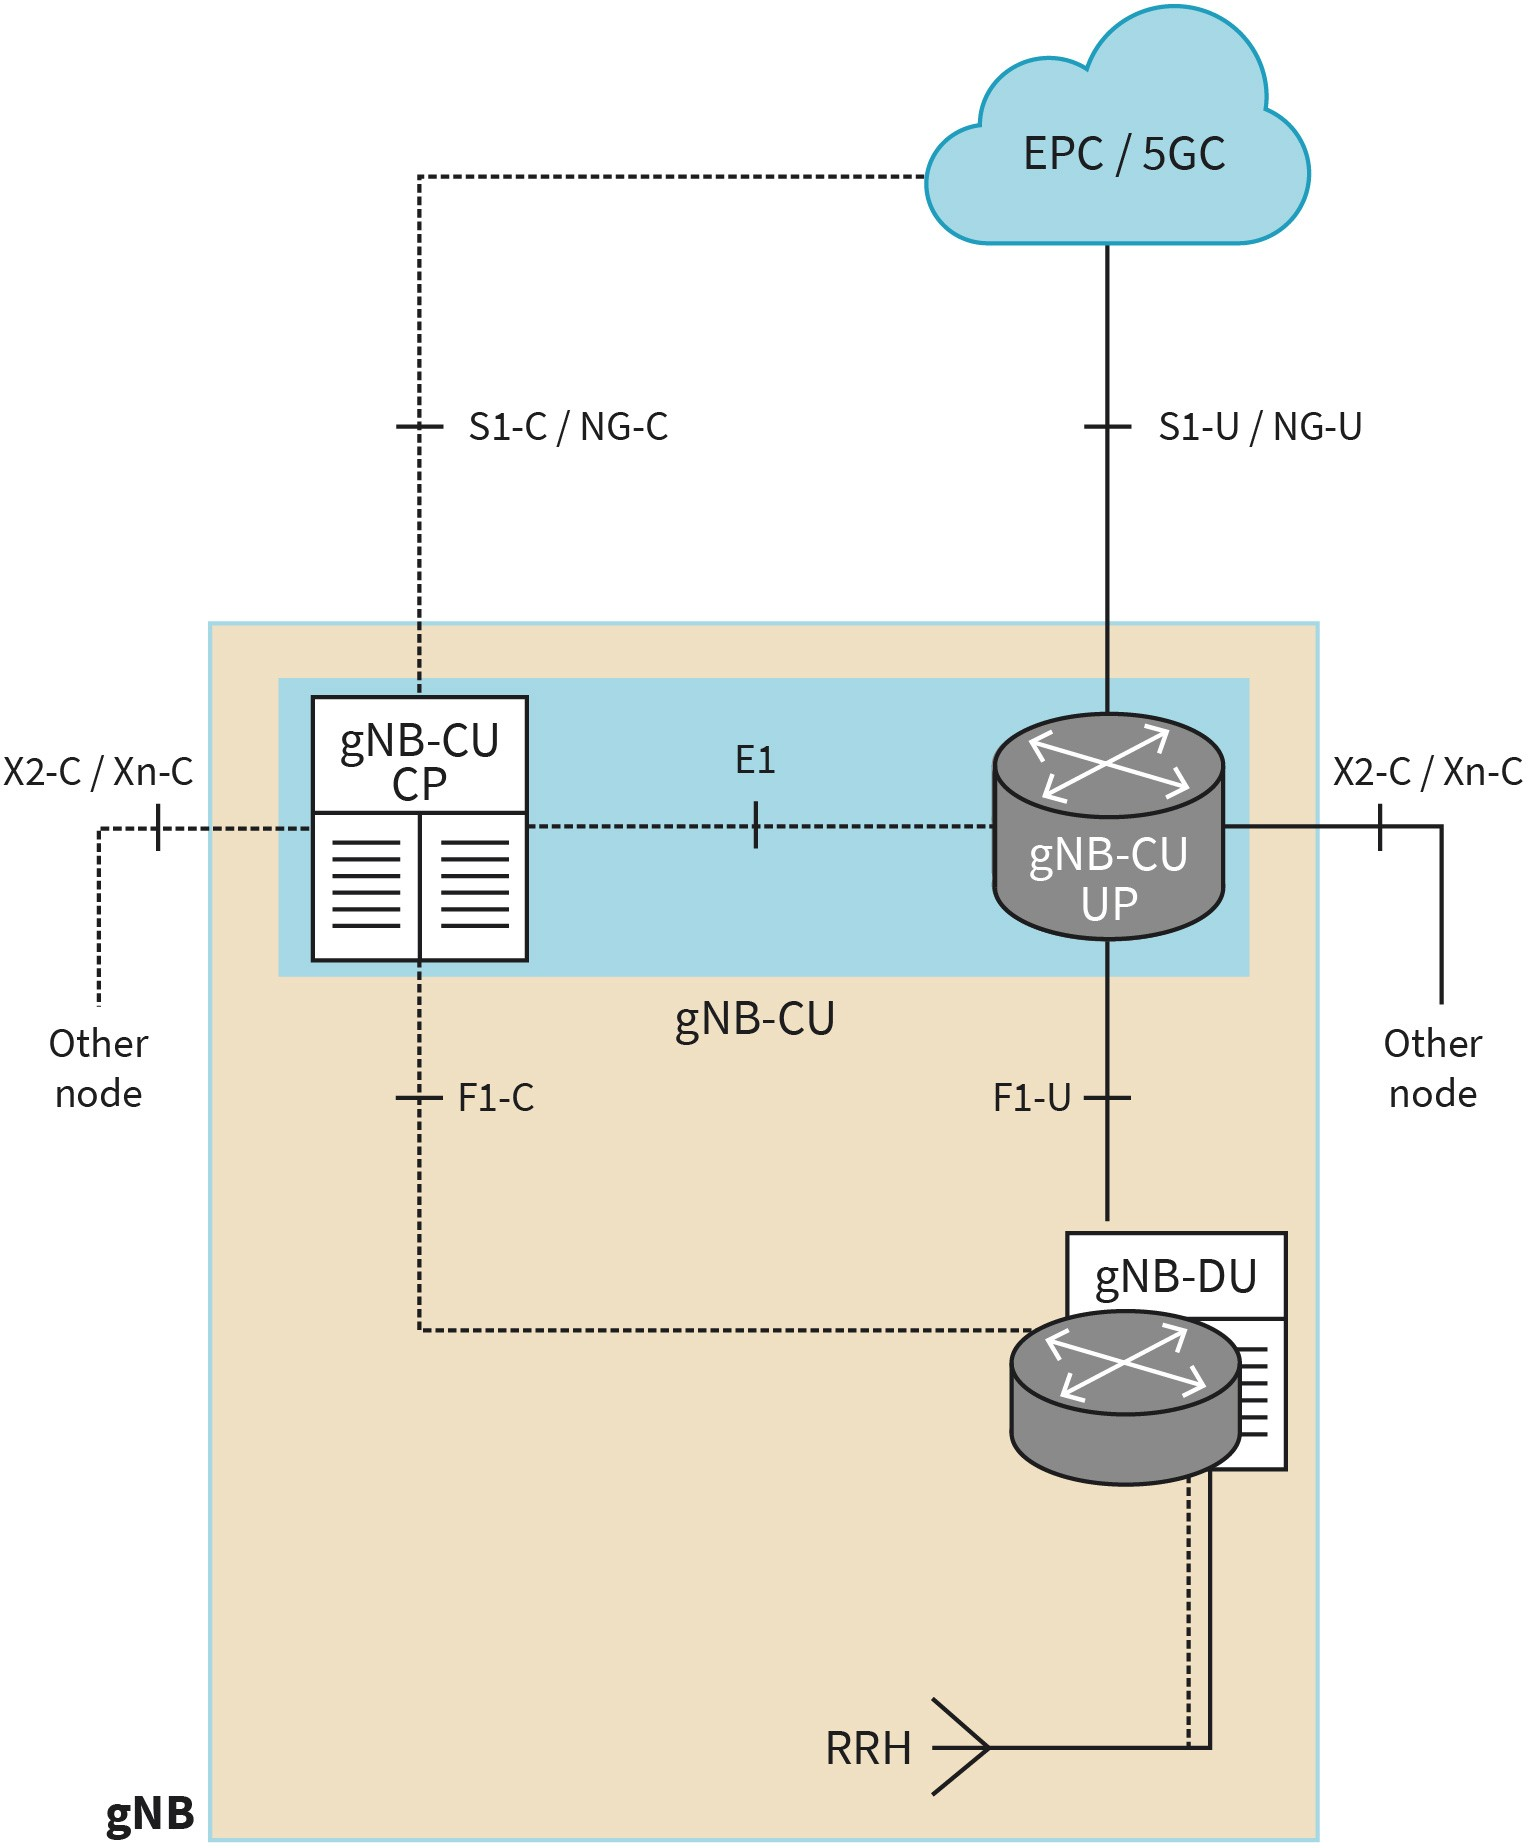 EPC / 5GC
S1-C / NG-C
S1-U / NG-U
gNB-CU
CP
E1
X2-C / Xn-C
X2-C / Xn-C
gNB-CU
UP
gNB-CU
Other
node
Other
node
F1-C
F1-U
gNB-DU
RRH
gNB